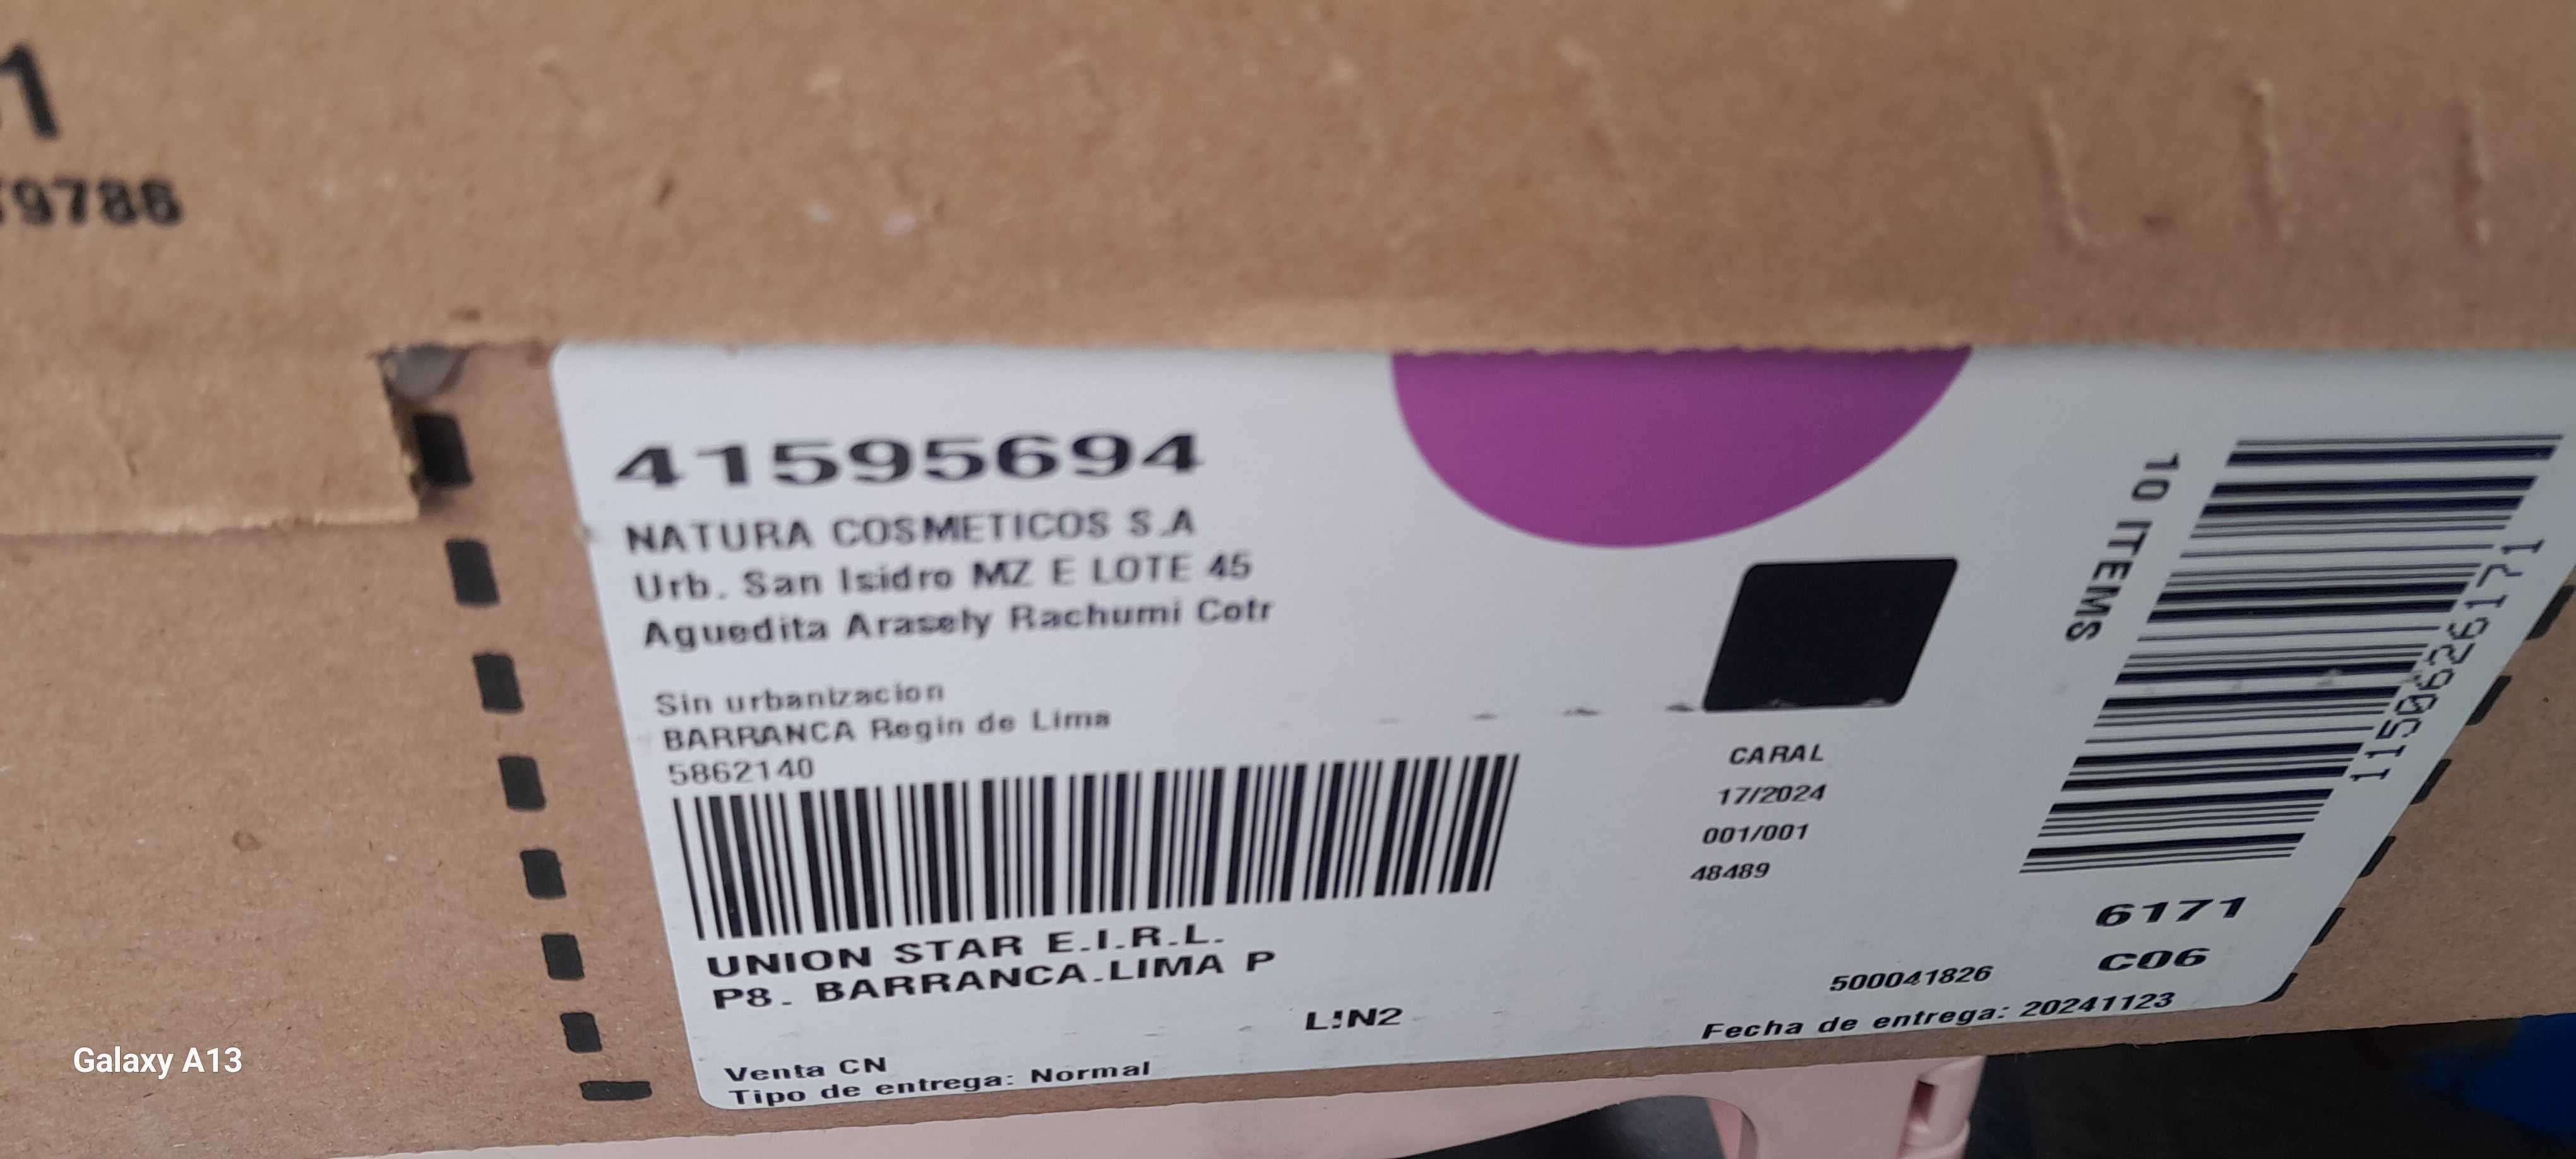 1
9786
41595694
NATURA COSMETICOS S.A
Urb. San Isidro MZ E LOTE 45
Aguedita Arasely Rachumi Cotr
Sin urbanizacion
BARRANCA Regin de Lima
5862140
UNION STAR E.I.R.L.
P8. BARRANCA.LIMA P
LIN2
Venta CN
Tipo de entrega: Normal
CARAL
17/2024
001/001
48489
10 ITEMS
1150626171
6171
C06
500041826
Fecha de entrega: 20241123
Galaxy A13